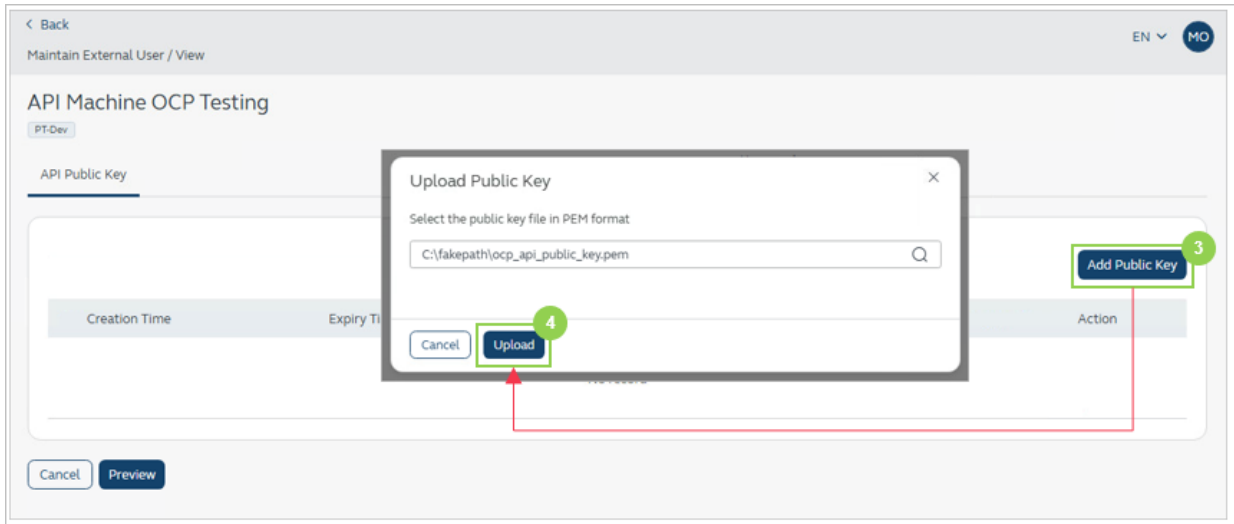 Back
EN
MO
Maintain External User / View
API Machine OCP Testing
PT-Dev
API Public Key
Upload Public Key
Select the public key file in PEM format
C:\fakepath\ocp_api_public_key.pem
3
Add Public Key
Creation Time
Expiry Ti
Action
4
Cancel
Upload
Cancel
Preview